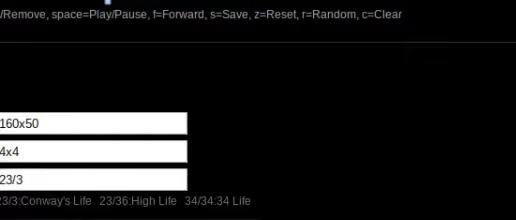 /Remove, space=Play/Pause, f=Forward, s=Save, z=Reset, r=Random, c=Clear
160x50
4x4
23/3
23/3:Conway's Life 23/36:High Life 34/34:34 Life